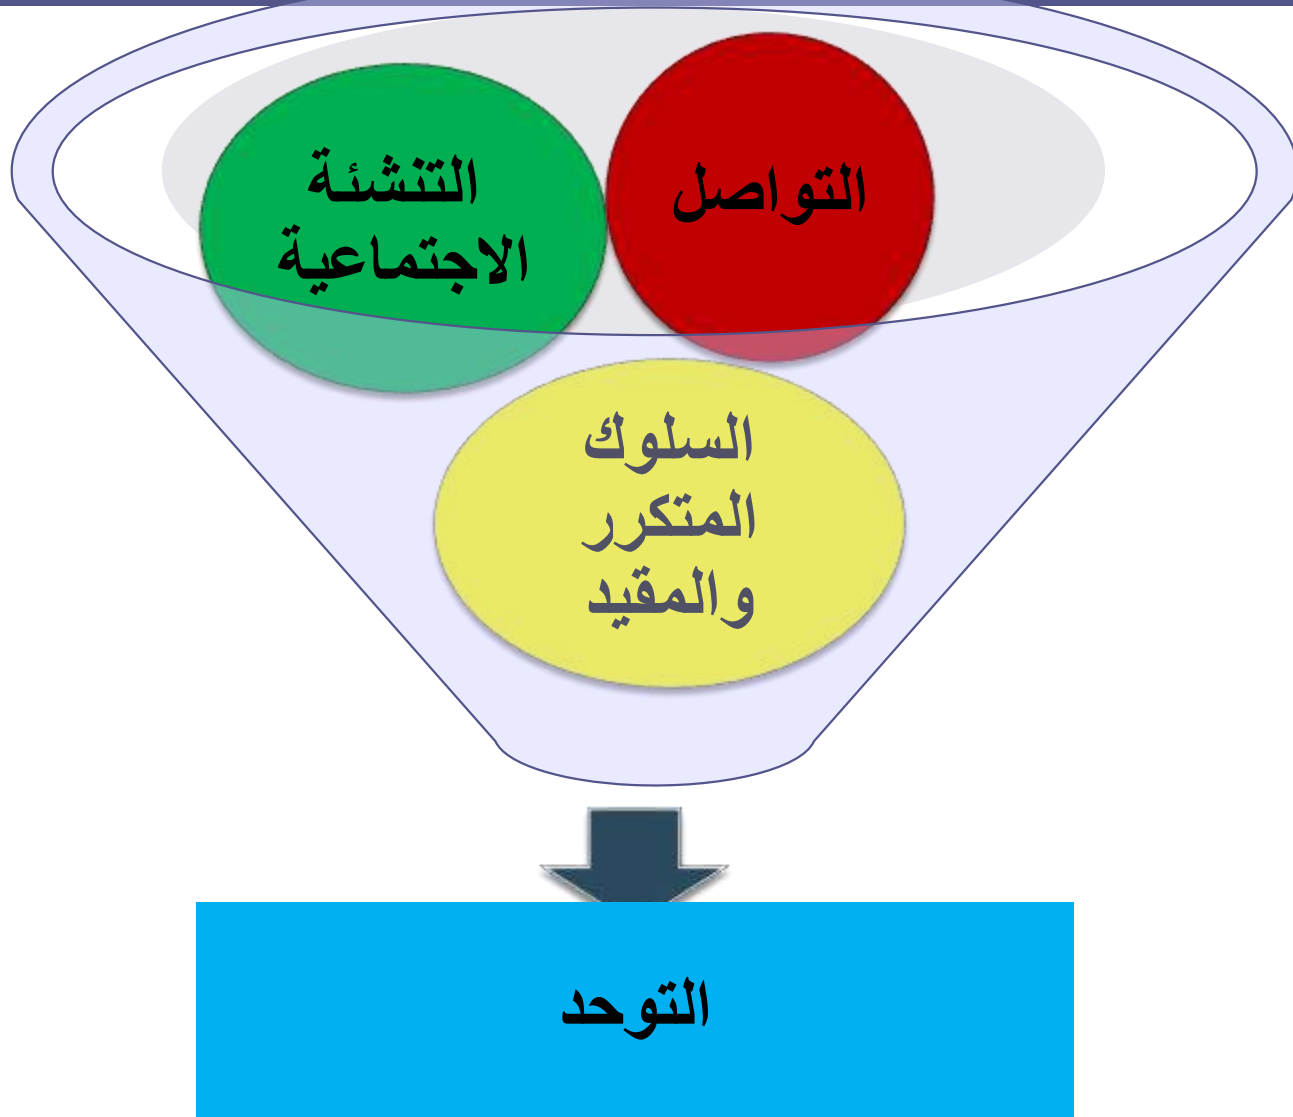 التواصل
التنشئة
الاجتماعية
السلوك
المتكرر
والمقيد
التوحد